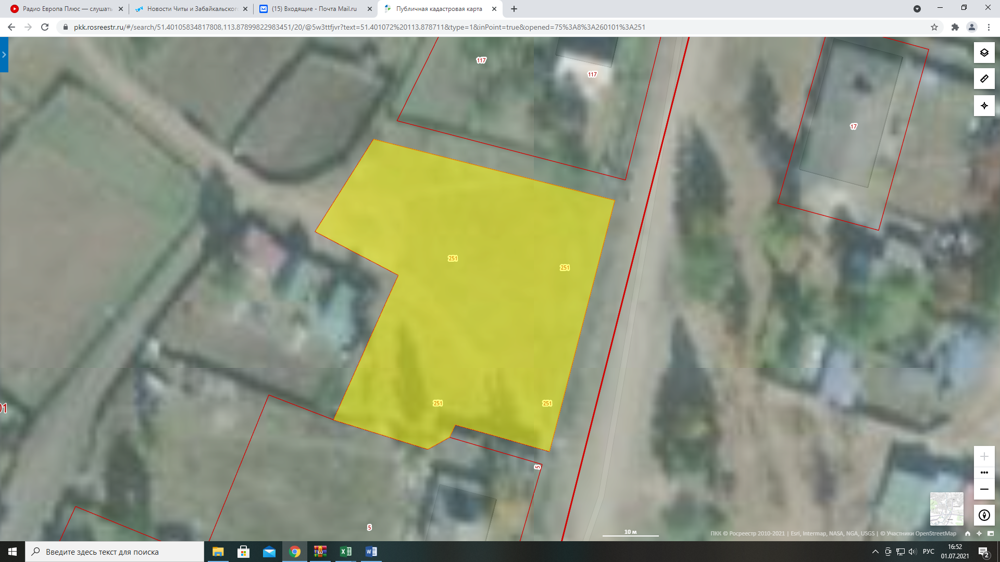 Радио Европа Плюс — слушать
Новости Читы и Забайкальског
(15) Входящие - Почта Mail.ru
Публичная кадастровая карта
pkk.rosreestr.ru/#/search/51.40105834817808,113.87899822983451/20/@5w3ttfjvr?text=51.401072%20113.878711&type=1&inPoint=true&opened=75%3A8%3A260101%3A251
117
117
17
251
251
251
251
01
5
5
10 м
ПКК © Росреестр 2010-2021 | Esri, Intermap, NASA, NGA, USGS | © Участники OpenStreetMap
Введите здесь текст для поиска
РУС
16:52
01.07.2021
2